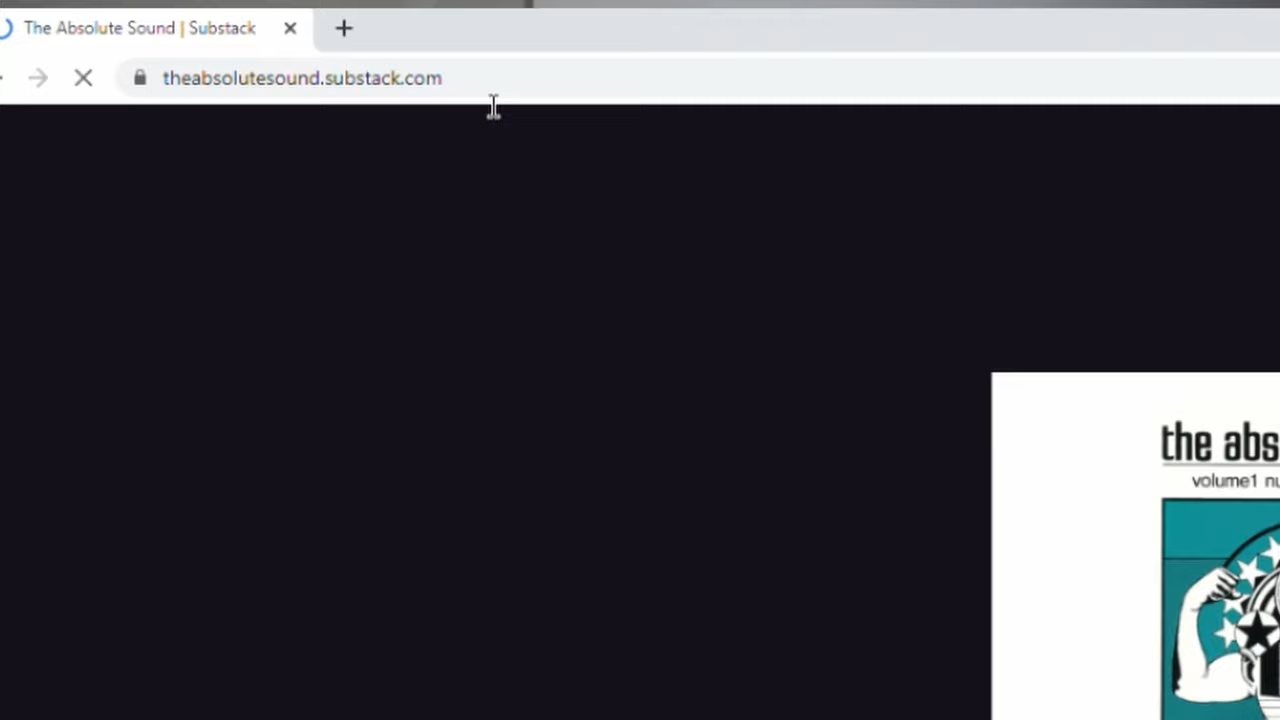 The Absolute Sound | Substack
theabsolutesound.substack.com
the abs
volume1 nu